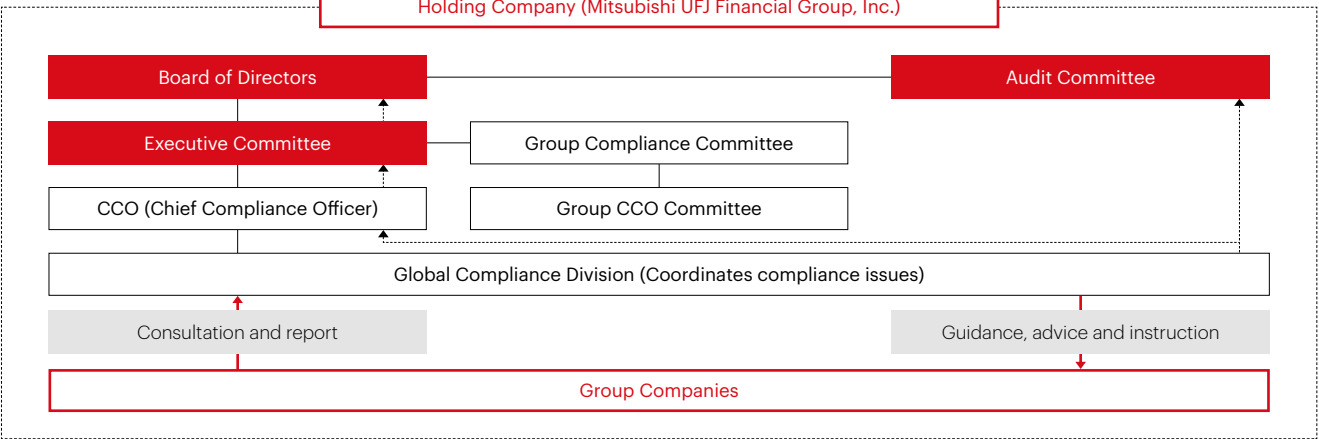 Holding Company (Mitsubishi UFJ Financial Group, Inc.)
Board of Directors
Audit Committee
Executive Committee
Group Compliance Committee
CCO (Chief Compliance Officer)
Group CCO Committee
Global Compliance Division (Coordinates compliance issues)
Consultation and report
Guidance, advice and instruction
Group Companies